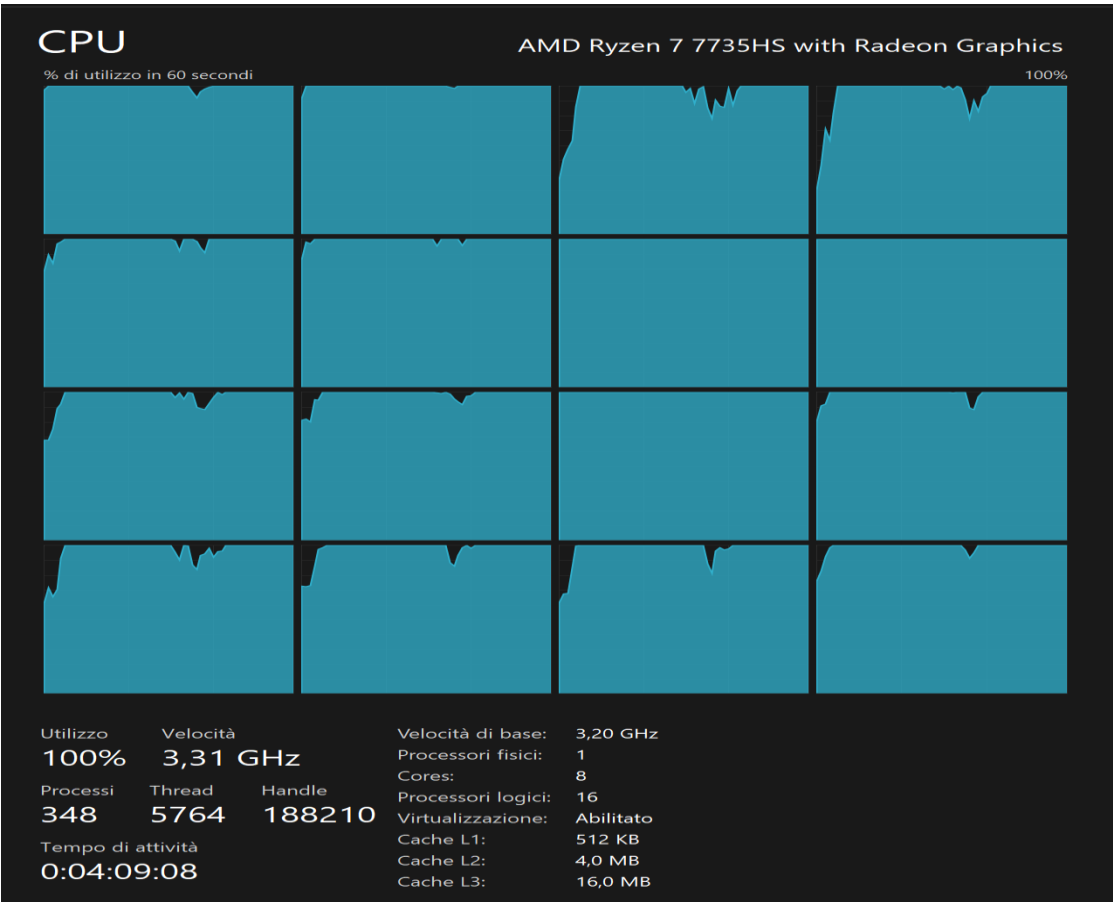 CPU
AMD Ryzen 7 7735HS with Radeon Graphics
% di utilizzo in 60 secondi
100%
Utilizzo
Velocità
100%
3,31 GHz
Processi
Thread
Handle
348
5764
188210
Tempo di attività
0:04:09:08
Velocità di base: 3,20 GHz
Processori fisici: 1
Cores: 8
Processori logici: 16
Virtualizzazione: Abilitato
Cache L1: 512 KB
Cache L2: 4,0 MB
Cache L3: 16,0 MB